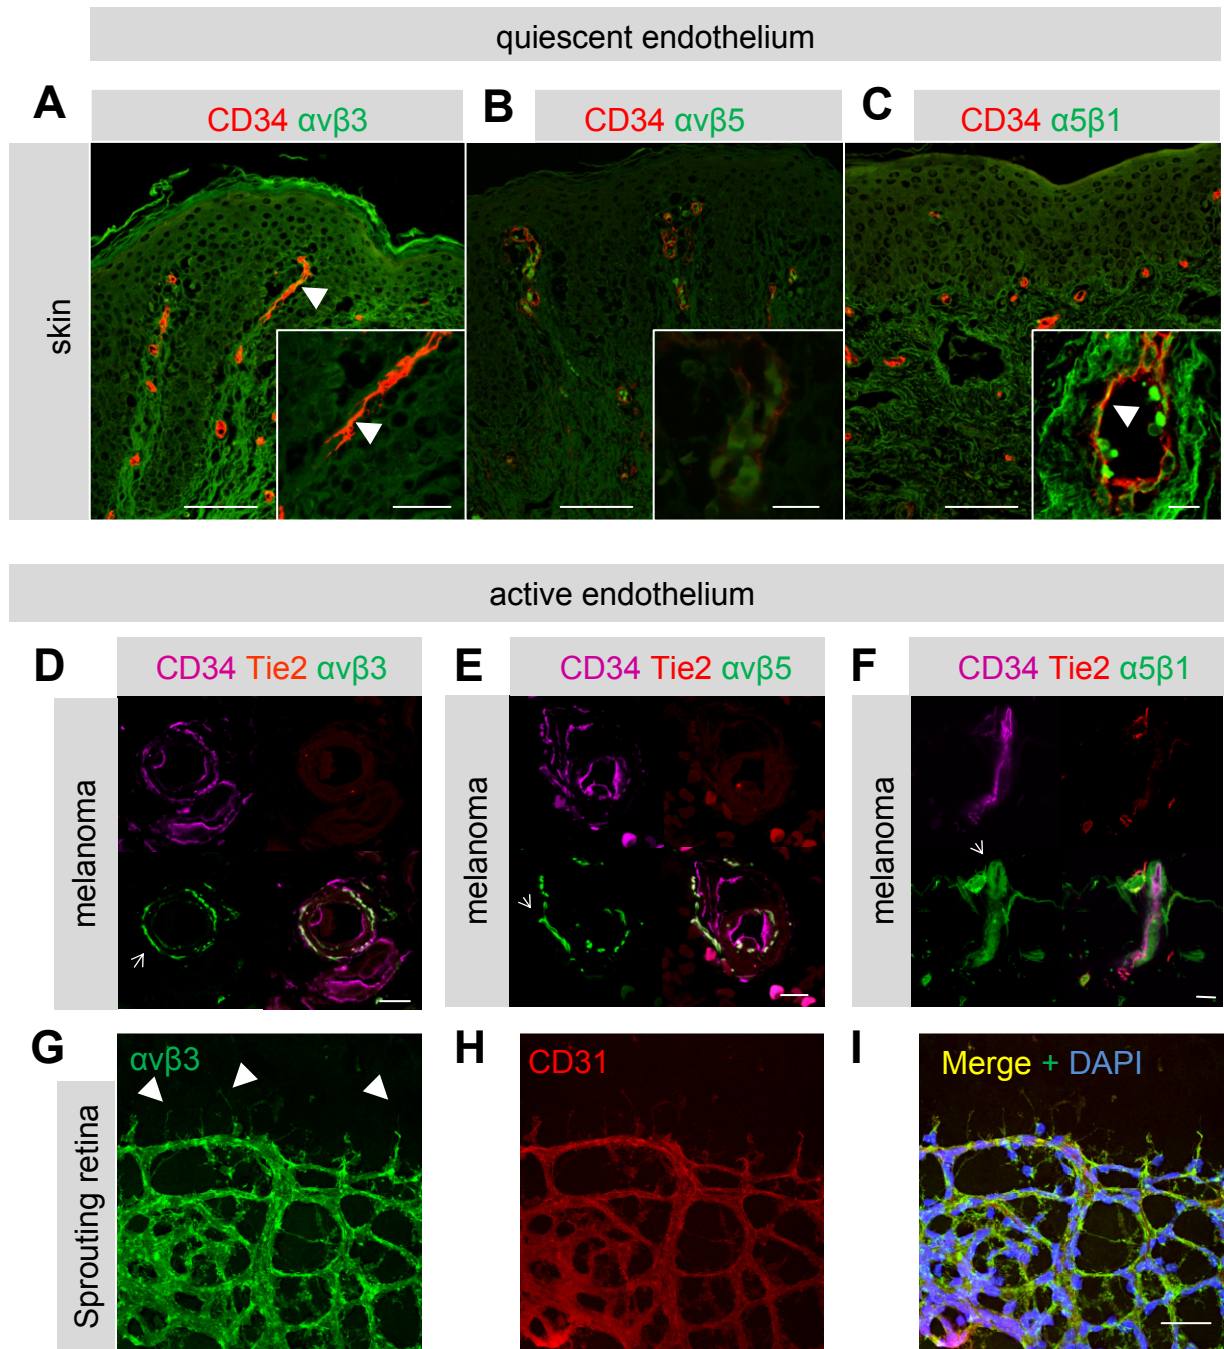 quiescent endothelium
A
CD34 αvβ3
B
CD34 αvβ5
C
CD34 α5β1
skin
active endothelium
D
CD34 Tie2 αvβ3
E
CD34 Tie2 αvβ5
F
CD34 Tie2 α5β1
melanoma
melanoma
melanoma
G
αvβ3
H
CD31
I
Merge + DAPI
Sprouting retina